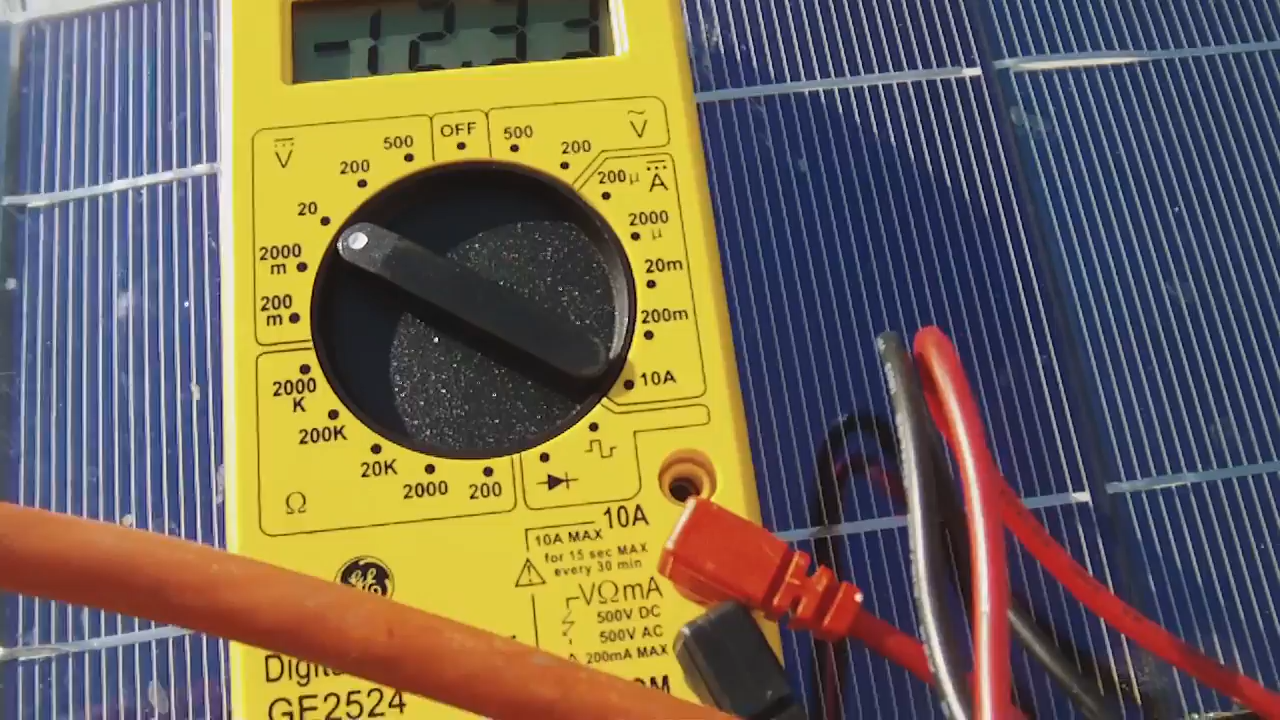 -12.33
OFF
V
500
500
V
200
200
200µ
A
20
2000
µ
2000
m
20m
200
m
200m
10A
2000
K
200K
20K
2000
200
Ω
10A
10A MAX
for 15 sec MAX
every 30 min
VΩmA
500V DC
500V AC
200mA MAX
GE
Digit
GE2524